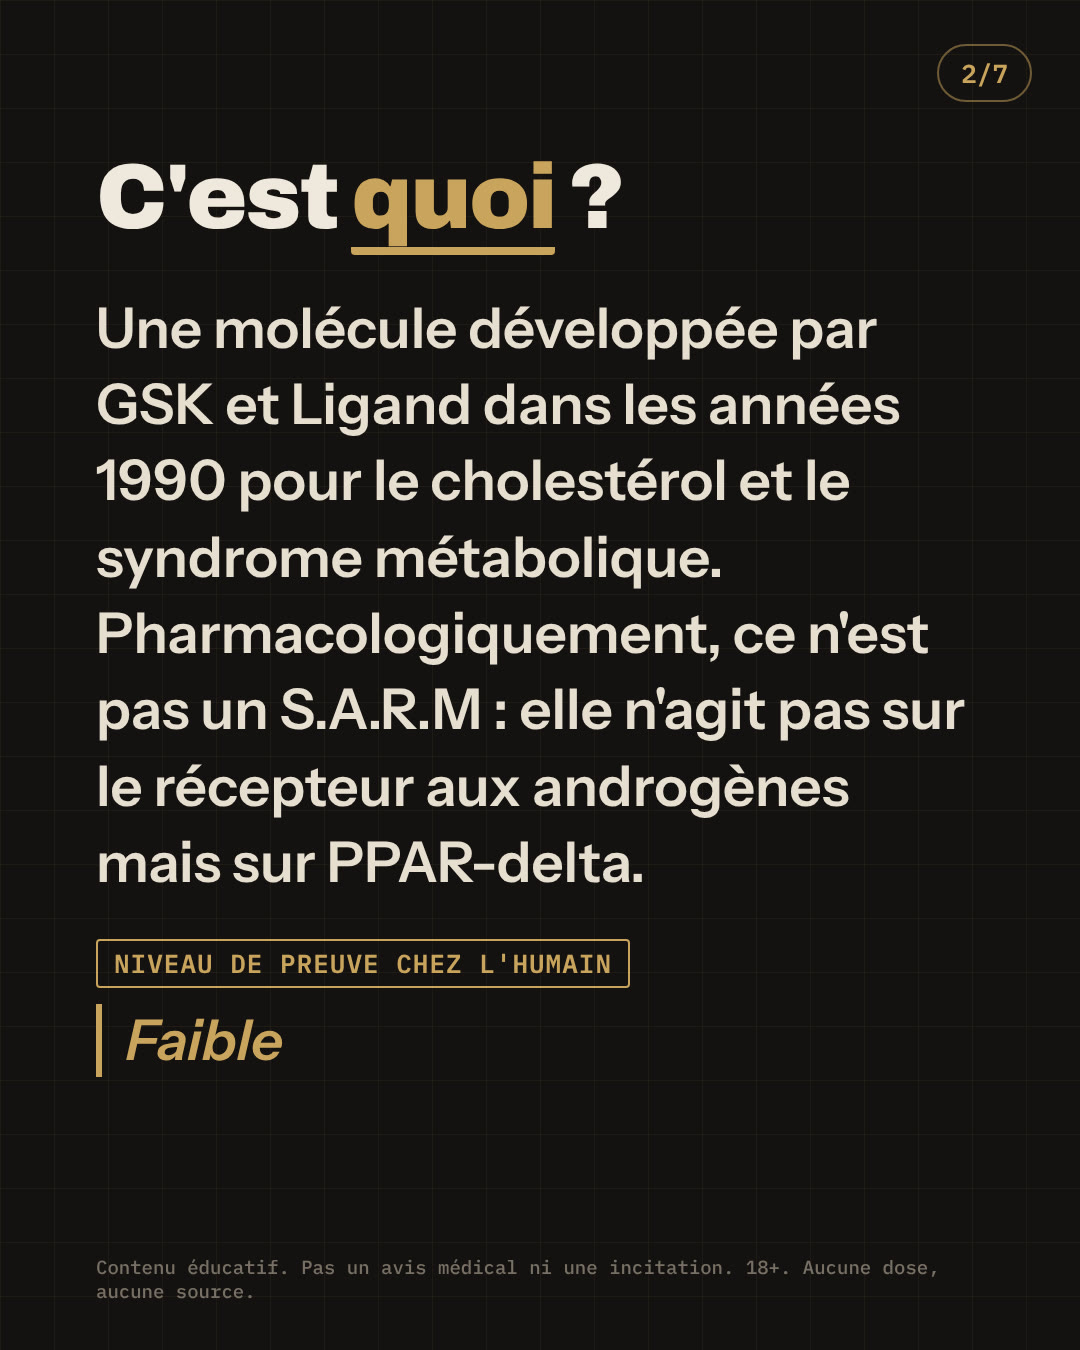 2/7
C'est quoi ?
Une molécule développée par
GSK et Ligand dans les années
1990 pour le cholestérol et le
syndrome métabolique.
Pharmacologiquement, ce n'est
pas un S.A.R.M : elle n'agit pas sur
le récepteur aux androgènes
mais sur PPAR-delta.
NIVEAU DE PREUVE CHEZ L'HUMAIN
Faible
Contenu éducatif. Pas un avis médical ni une incitation. 18+. Aucune dose,
aucune source.